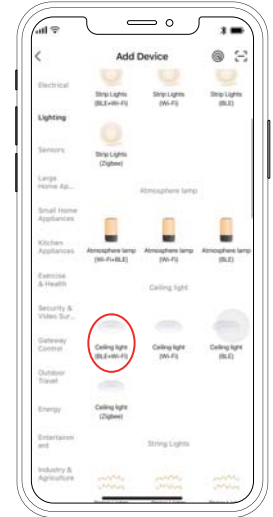 Add Device
Electrical
Lighting
Sensors
Large
Home Ap...
Small Home
Appliances
Kitchen
Appliances
Exercise
& Health
Security &
Video Sur...
Gateway
Control
Outdoor
Travel
Energy
Entertainm
ent
Industry &
Agriculture
Strip Lights
(BLE+Wi-Fi)
Strip Lights
(Wi-Fi)
Strip Lights
(BLE)
Strip Lights
(Zigbee)
Atmosphere lamp
Atmosphere lamp
(Wi-Fi+BLE)
Atmosphere lamp
(Wi-Fi)
Atmosphere lamp
(BLE)
Ceiling light
Ceiling light
(BLE+Wi-Fi)
Ceiling light
(Wi-Fi)
Ceiling light
(BLE)
Ceiling light
(Zigbee)
String Lights